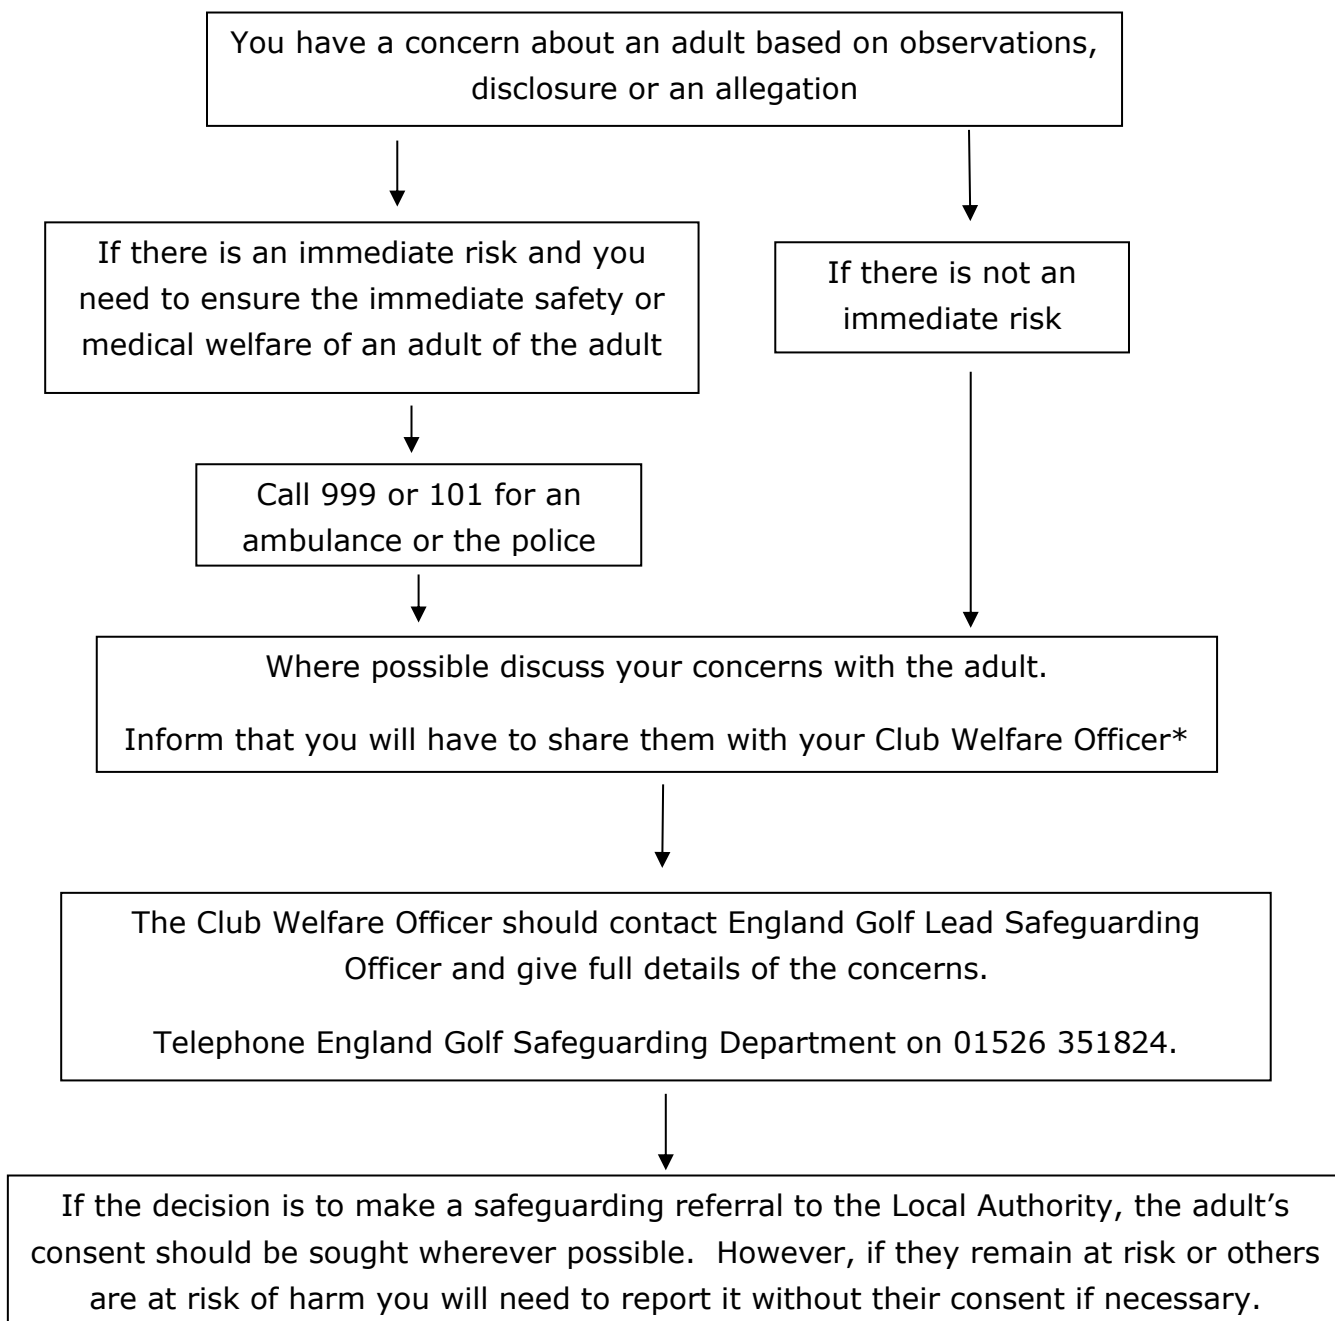 You have a concern about an adult based on observations,
disclosure or an allegation
If there is an immediate risk and you
need to ensure the immediate safety or
medical welfare of an adult of the adult
If there is not an
immediate risk
Call 999 or 101 for an
ambulance or the police
Where possible discuss your concerns with the adult.
Inform that you will have to share them with your Club Welfare Officer*
The Club Welfare Officer should contact England Golf Lead Safeguarding
Officer and give full details of the concerns.
Telephone England Golf Safeguarding Department on 01526 351824.
If the decision is to make a safeguarding referral to the Local Authority, the adult’s
consent should be sought wherever possible.  However, if they remain at risk or others
are at risk of harm you will need to report it without their consent if necessary.